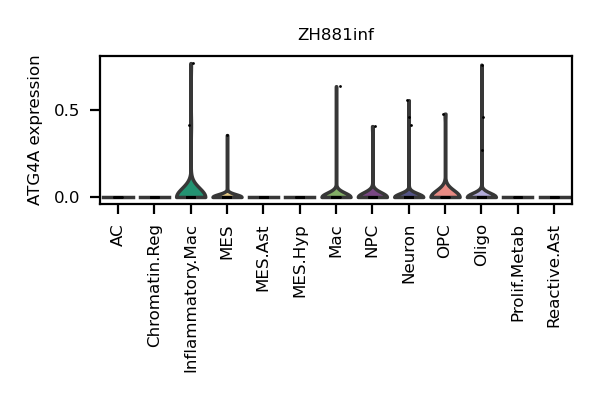 ZH881inf
ATG4A expression
0.5
0.0
AC
Chromatin.Reg
Inflammatory.Mac
MES
MES.Ast
MES.Hyp
Mac
NPC
Neuron
OPC
Oligo
Prolif.Metab
Reactive.Ast